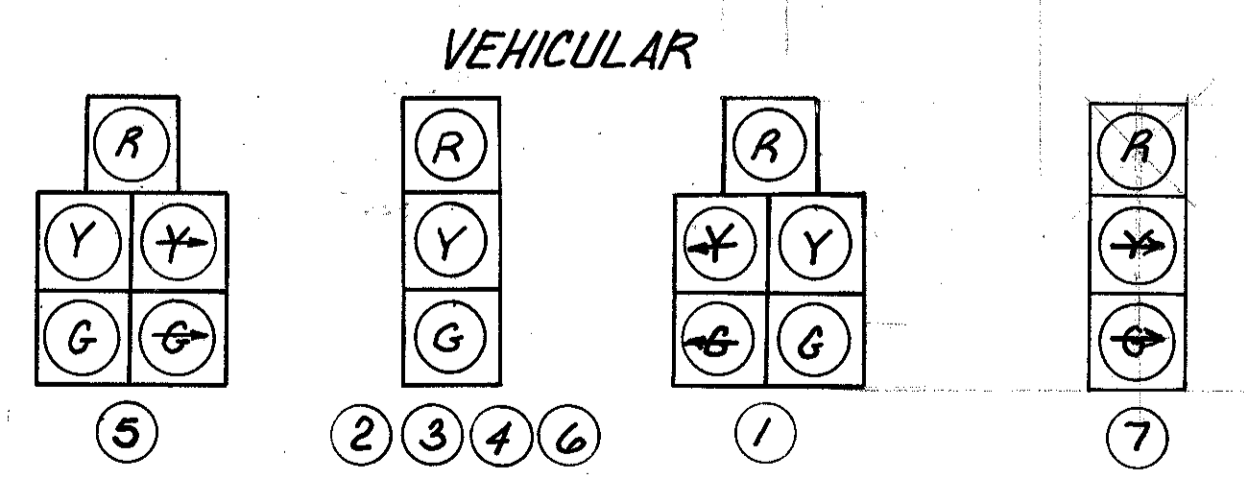 VEHICULAR
R R R R
Y Y Y Y Y Y
G G G G G G
5 2 3 4 6 1 7